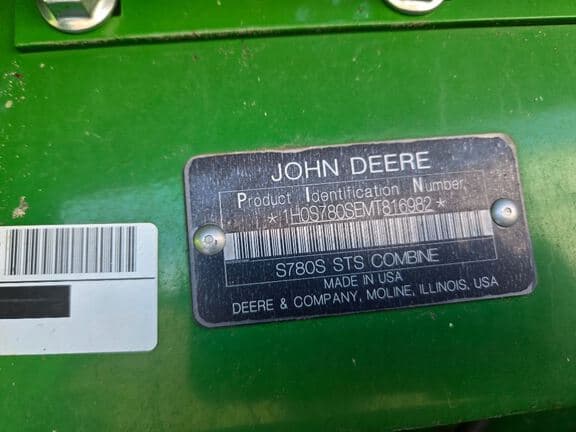 JOHN DEERE
Product Identification Number
*1H0S780SEMT816982*
S780S STS COMBINE
MADE IN USA
DEERE & COMPANY, MOLINE, ILLINOIS, USA